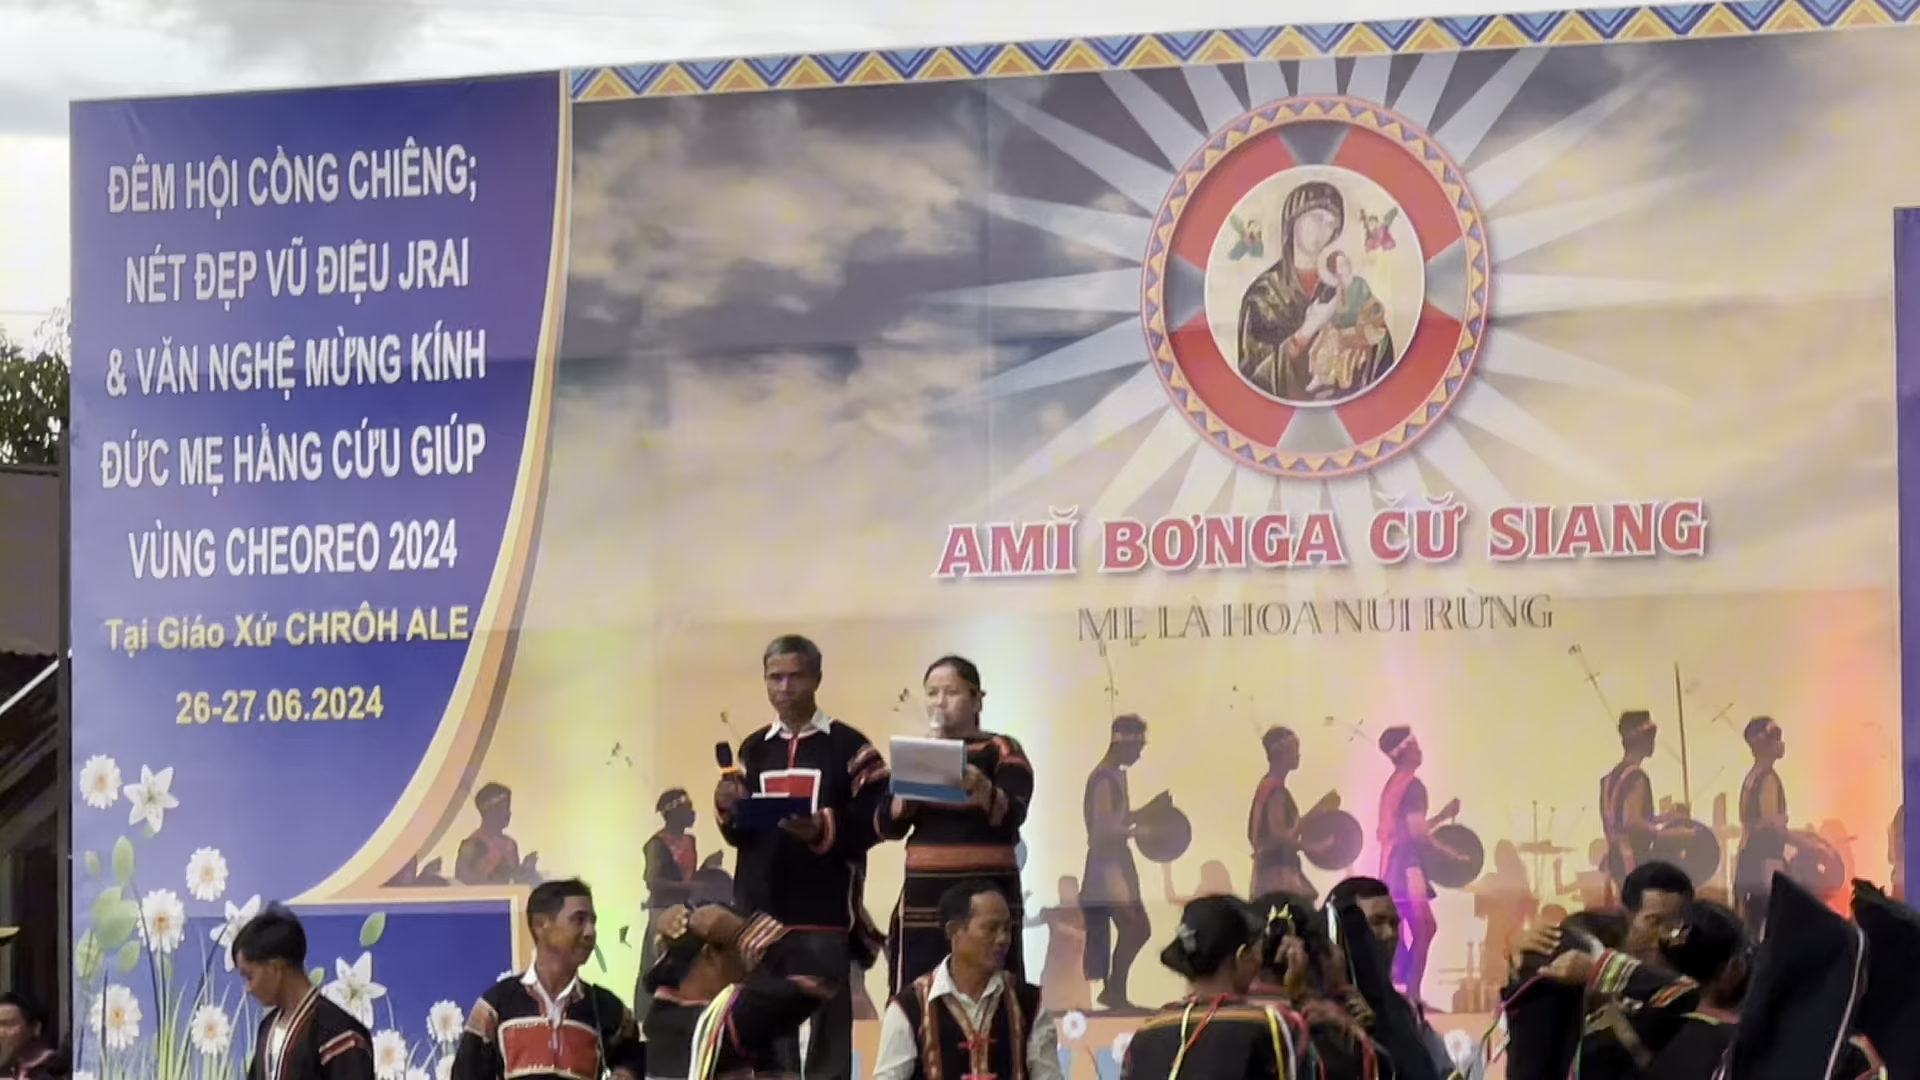 ĐÊM HỘI CỒNG CHIÊNG;
NÉT ĐẸP VŨ ĐIỆU JRAI
& VĂN NGHỆ MỪNG KÍNH
ĐỨC MẸ HẰNG CỨU GIÚP
VÙNG CHEOREO 2024
Tại Giáo Xứ CHRÔH ALE
26-27.06.2024
AMĬ BƠNGA ČỬ̆ SIANG
MẸ LÀ HOA NÚI RỪNG